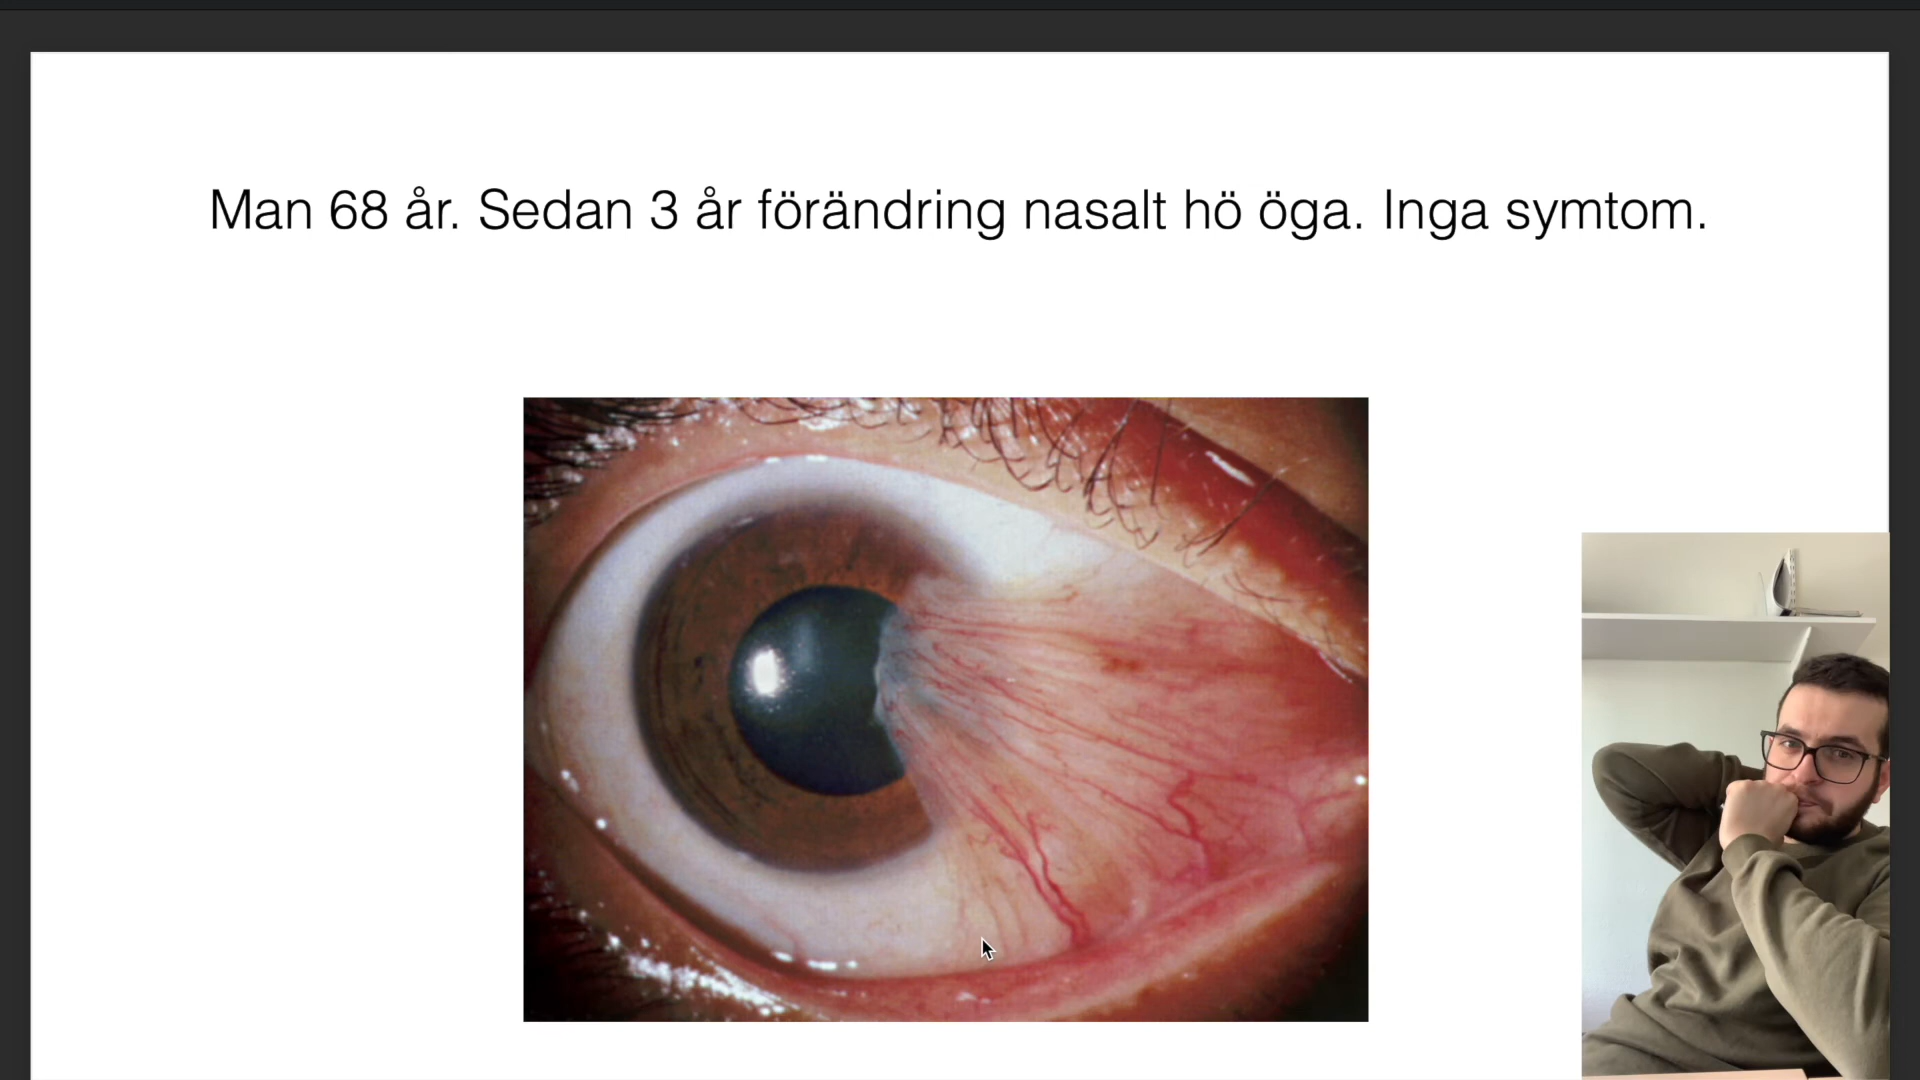 Man 68 år. Sedan 3 år förändring nasalt hö öga. Inga symtom.